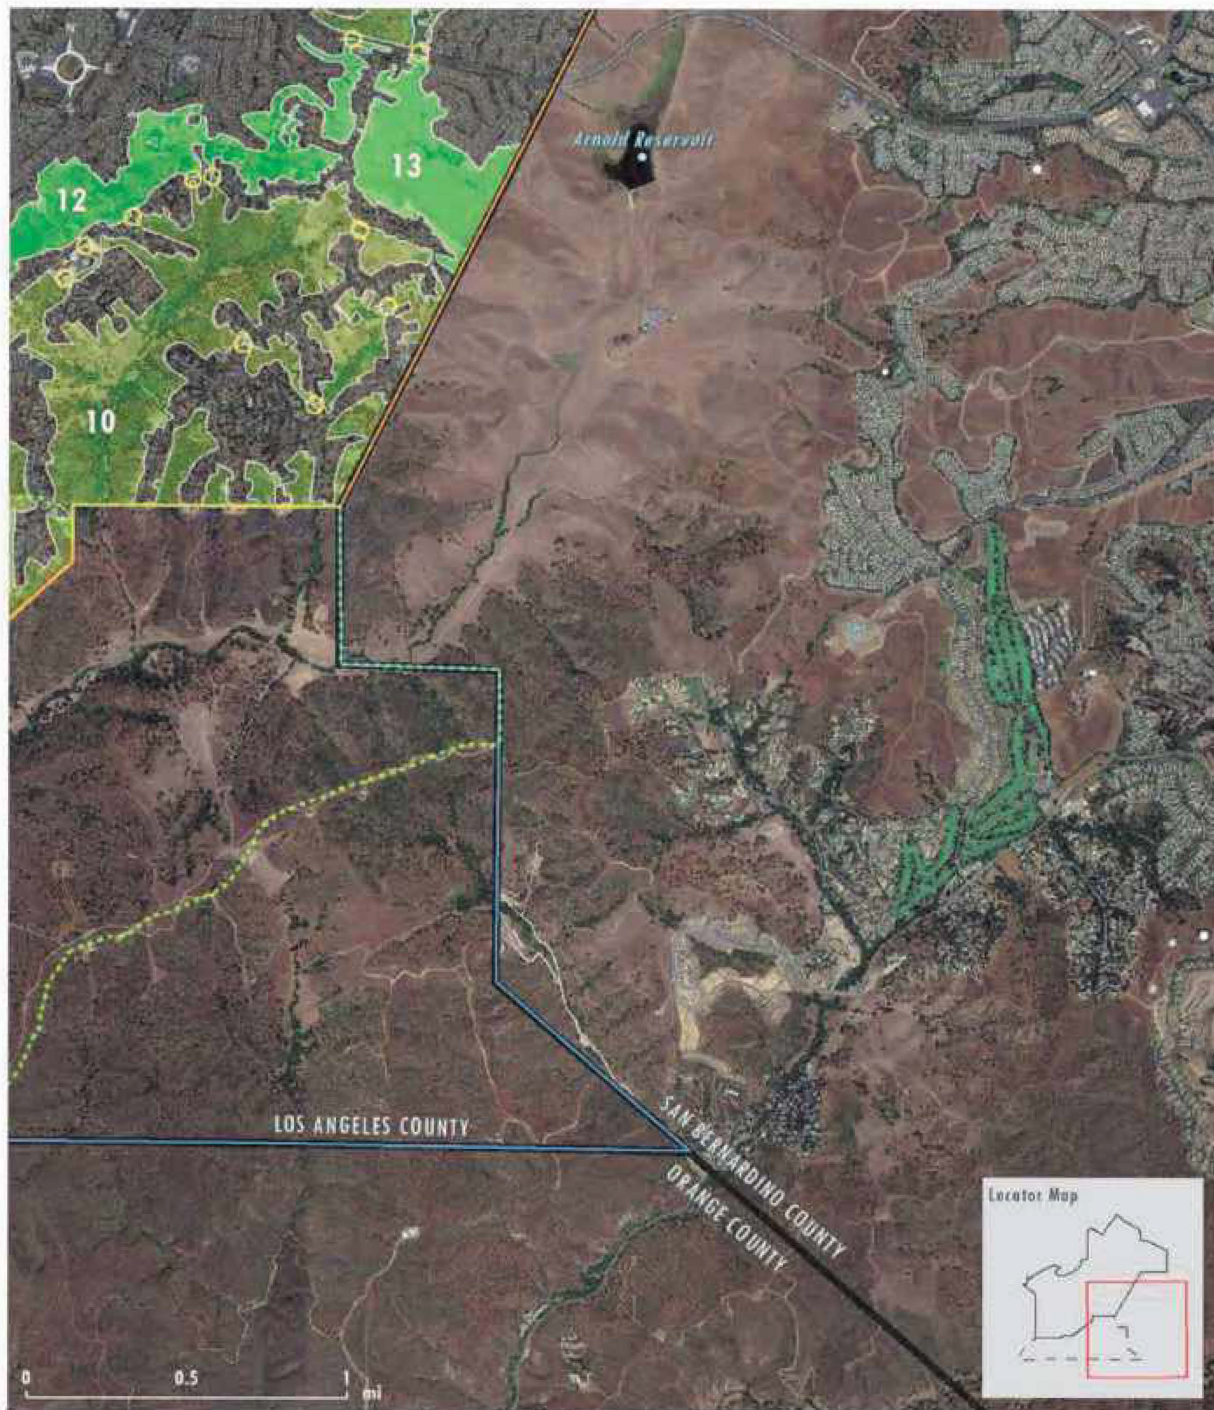 N
E
S
Arnold Reservoir
13
12
10
LOS ANGELES COUNTY
SAN BERNARDINO COUNTY
ORANGE COUNTY
Locator Map
0 0.5 1
mi